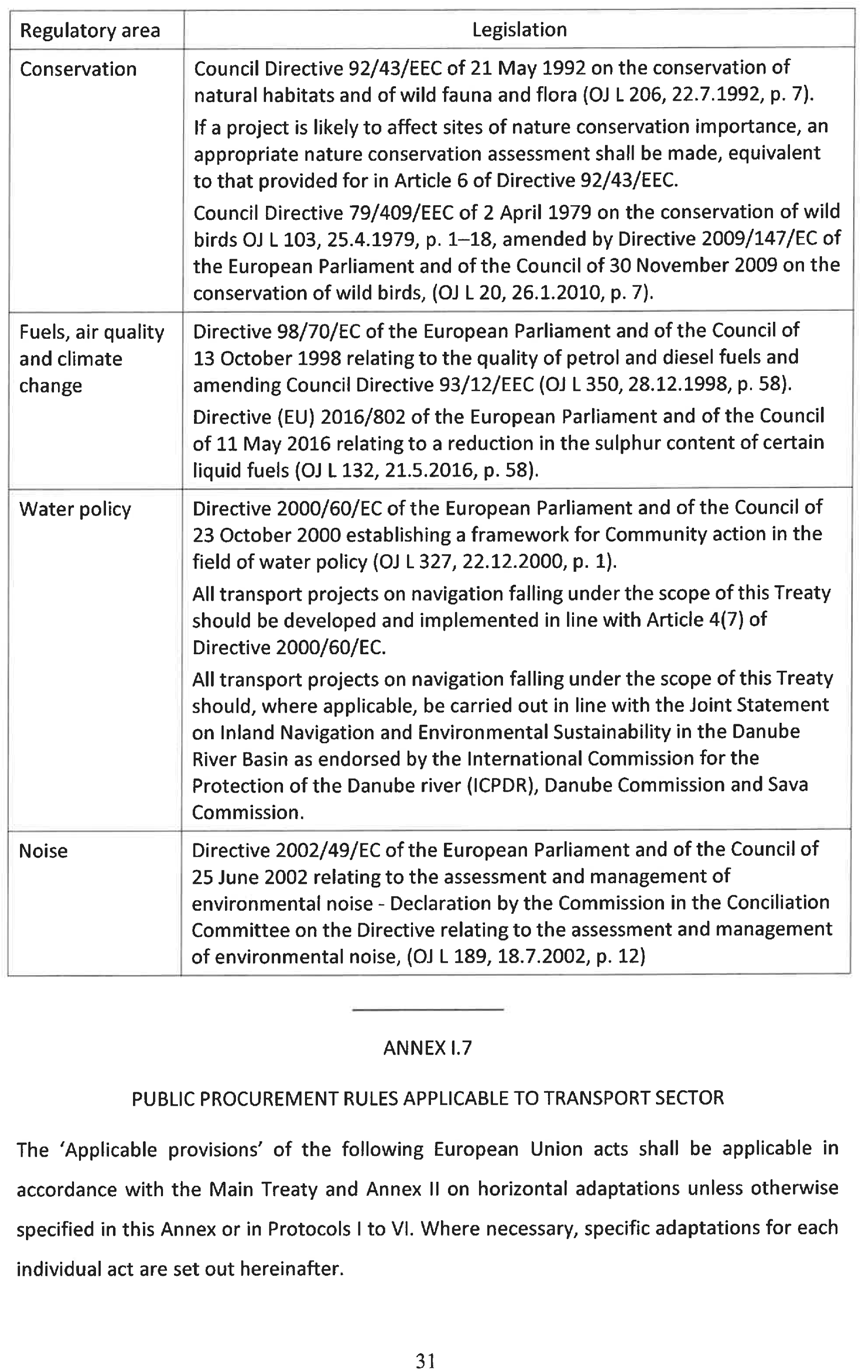 Regulatory area
Legislation
Conservation
Council Directive 92/43/EEC of 21 May 1992 on the conservation of
natural habitats and of wild fauna and flora (OJ L 206, 22.7.1992, p. 7).
If a project is likely to affect sites of nature conservation importance, an
appropriate nature conservation assessment shall be made, equivalent
to that provided for in Article 6 of Directive 92/43/EEC.
Council Directive 79/409/EEC of 2 April 1979 on the conservation of wild
birds OJ L 103, 25.4.1979, p. 1–18, amended by Directive 2009/147/EC of
the European Parliament and of the Council of 30 November 2009 on the
conservation of wild birds, (OJ L 20, 26.1.2010, p. 7).
Fuels, air quality
and climate
change
Directive 98/70/EC of the European Parliament and of the Council of
13 October 1998 relating to the quality of petrol and diesel fuels and
amending Council Directive 93/12/EEC (OJ L 350, 28.12.1998, p. 58).
Directive (EU) 2016/802 of the European Parliament and of the Council
of 11 May 2016 relating to a reduction in the sulphur content of certain
liquid fuels (OJ L 132, 21.5.2016, p. 58).
Water policy
Directive 2000/60/EC of the European Parliament and of the Council of
23 October 2000 establishing a framework for Community action in the
field of water policy (OJ L 327, 22.12.2000, p. 1).
All transport projects on navigation falling under the scope of this Treaty
should be developed and implemented in line with Article 4(7) of
Directive 2000/60/EC.
All transport projects on navigation falling under the scope of this Treaty
should, where applicable, be carried out in line with the Joint Statement
on Inland Navigation and Environmental Sustainability in the Danube
River Basin as endorsed by the International Commission for the
Protection of the Danube river (ICPDR), Danube Commission and Sava
Commission.
Noise
Directive 2002/49/EC of the European Parliament and of the Council of
25 June 2002 relating to the assessment and management of
environmental noise - Declaration by the Commission in the Conciliation
Committee on the Directive relating to the assessment and management
of environmental noise, (OJ L 189, 18.7.2002, p. 12)
ANNEX I.7
PUBLIC PROCUREMENT RULES APPLICABLE TO TRANSPORT SECTOR
The 'Applicable provisions' of the following European Union acts shall be applicable in
accordance with the Main Treaty and Annex II on horizontal adaptations unless otherwise
specified in this Annex or in Protocols I to VI. Where necessary, specific adaptations for each
individual act are set out hereinafter.
31